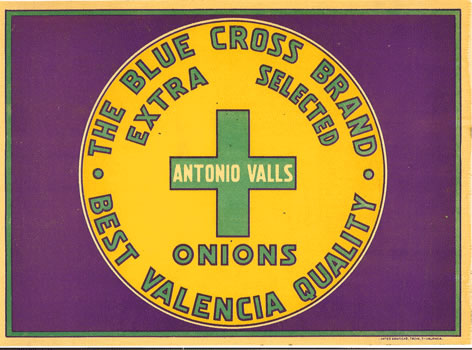 THE BLUE CROSS BRAND
EXTRA SELECTED
ANTONIO VALLS
ONIONS
BEST VALENCIA QUALITY